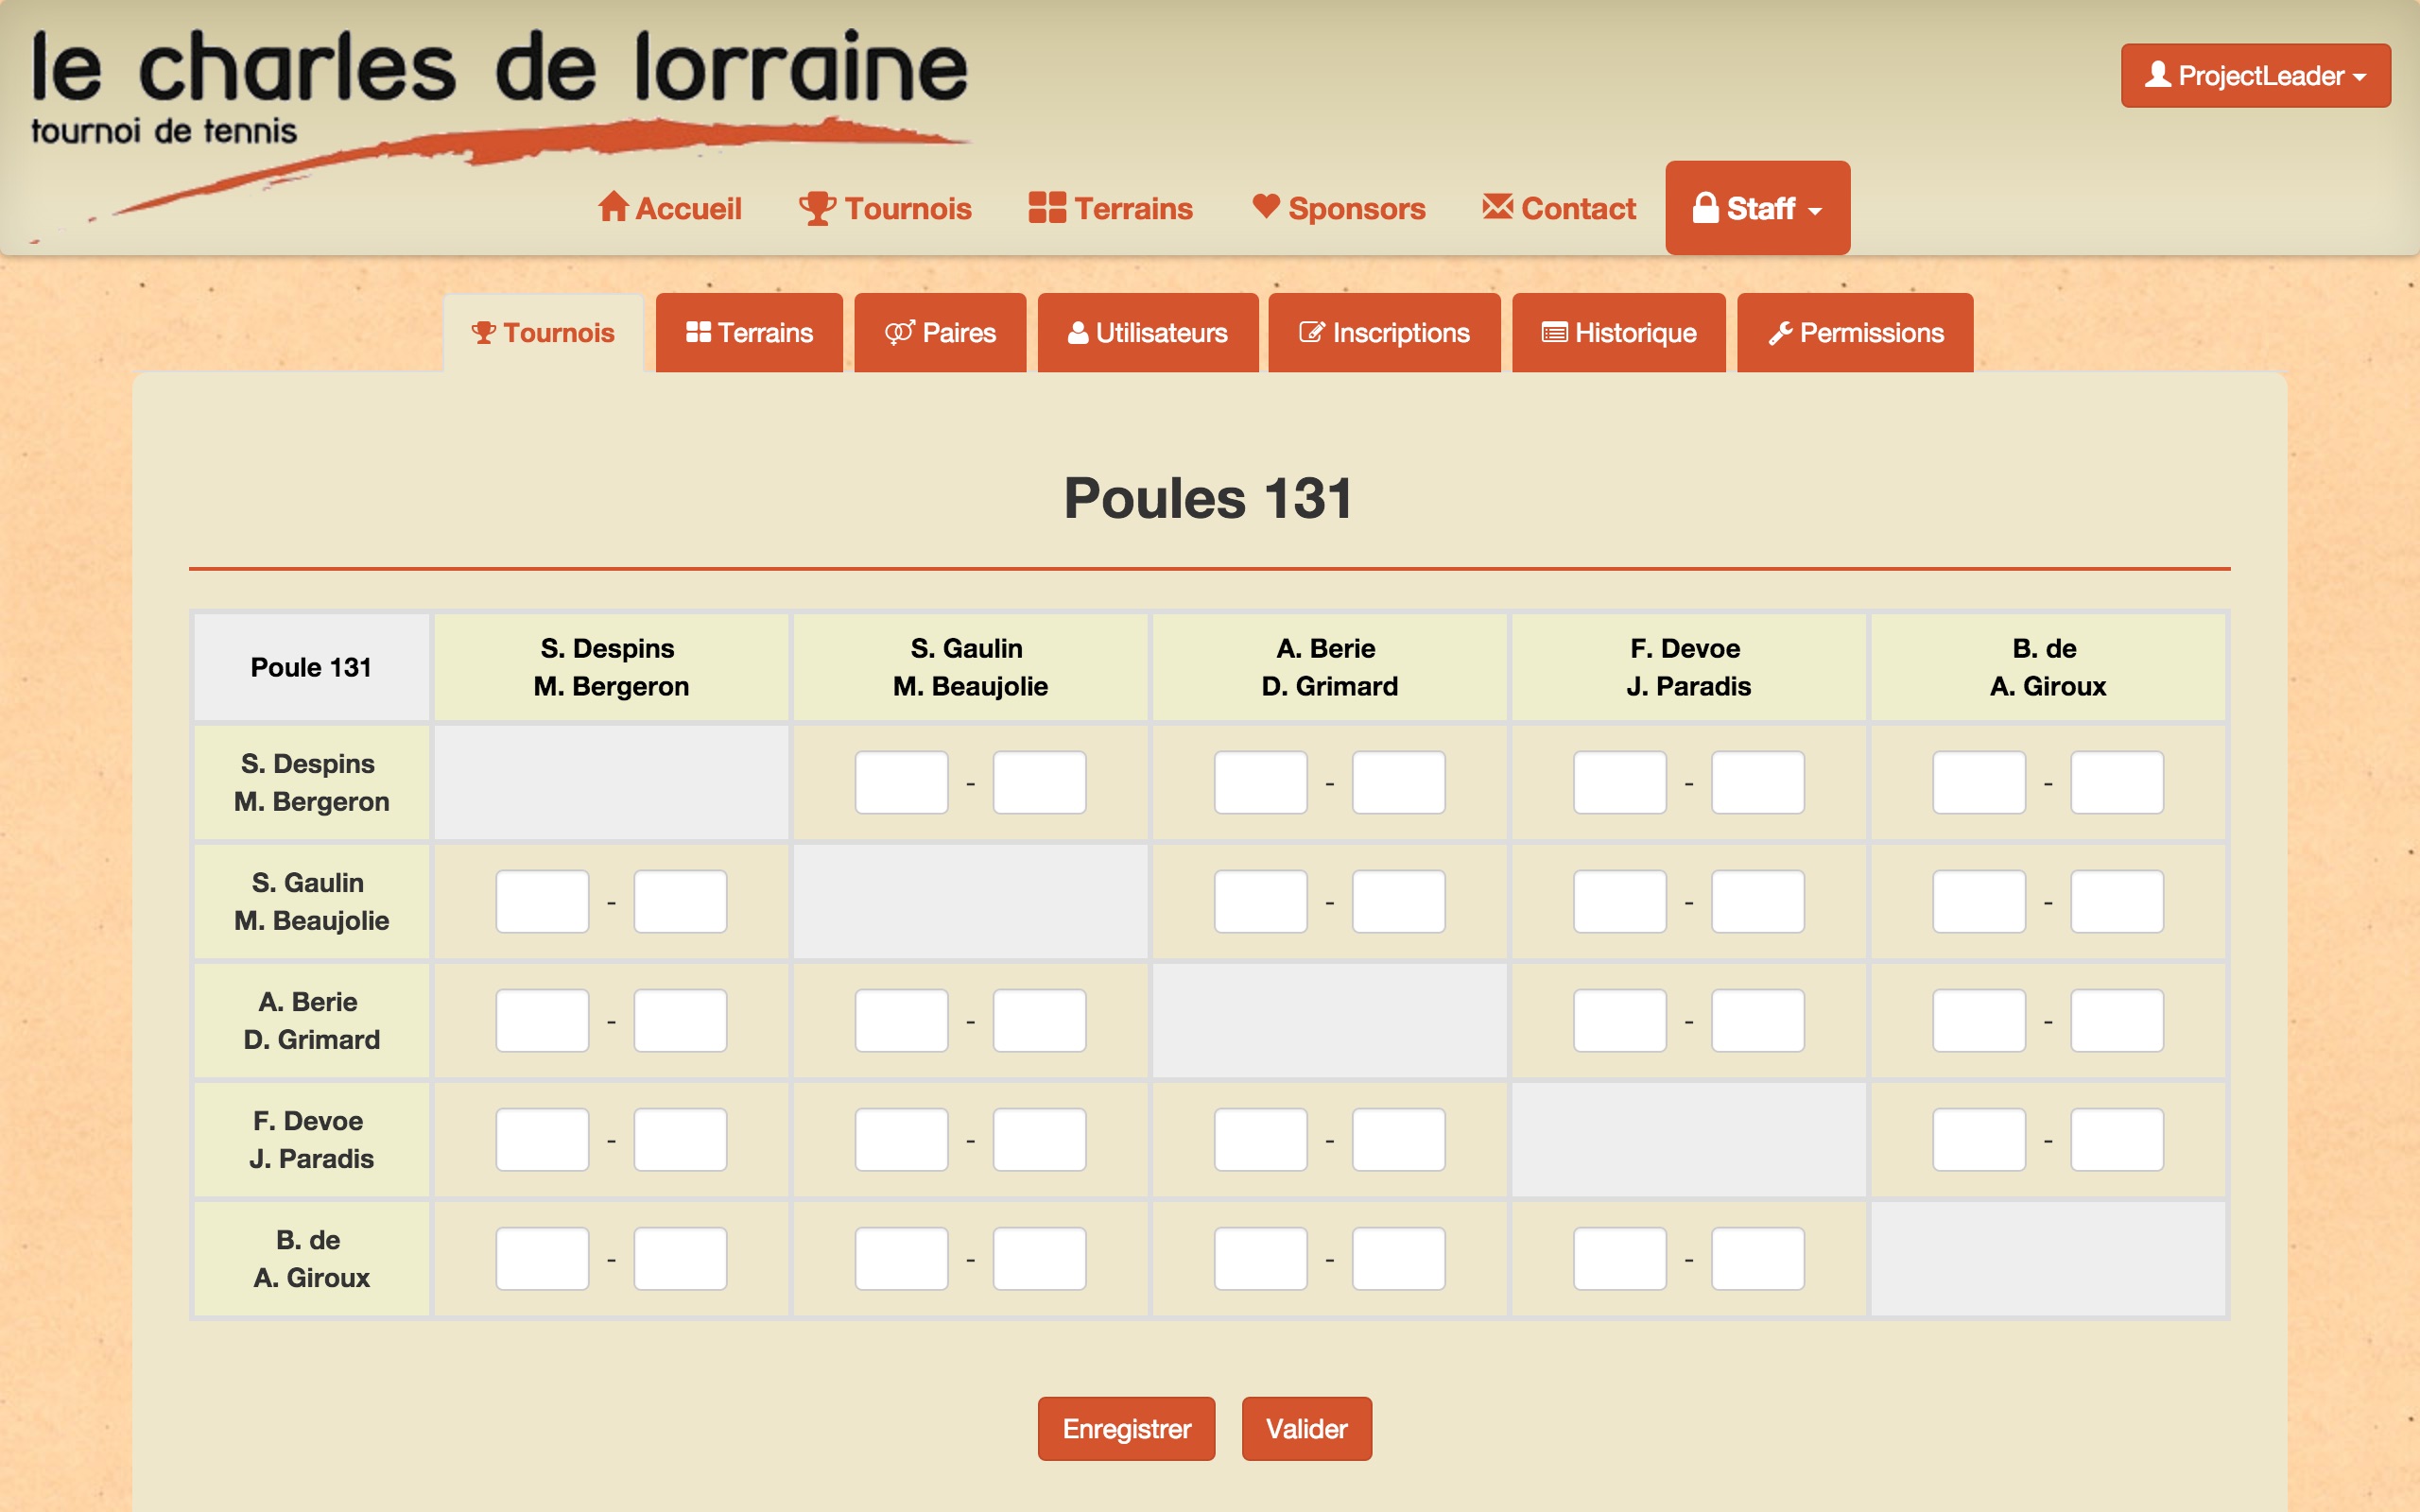 le charles de lorraine
tournoi de tennis
ProjectLeader
Accueil Tournois Terrains Sponsors Contact Staff
Tournois Terrains Paires Utilisateurs Inscriptions Historique Permissions
Poules 131
Poule 131
S. Despins
M. Bergeron
S. Gaulin
M. Beaujolie
A. Berie
D. Grimard
F. Devoe
J. Paradis
B. de
A. Giroux
S. Despins
M. Bergeron
- - - -
S. Gaulin
M. Beaujolie
- - - -
A. Berie
D. Grimard
- - - -
F. Devoe
J. Paradis
- - - -
B. de
A. Giroux
- - - -
Enregistrer Valider